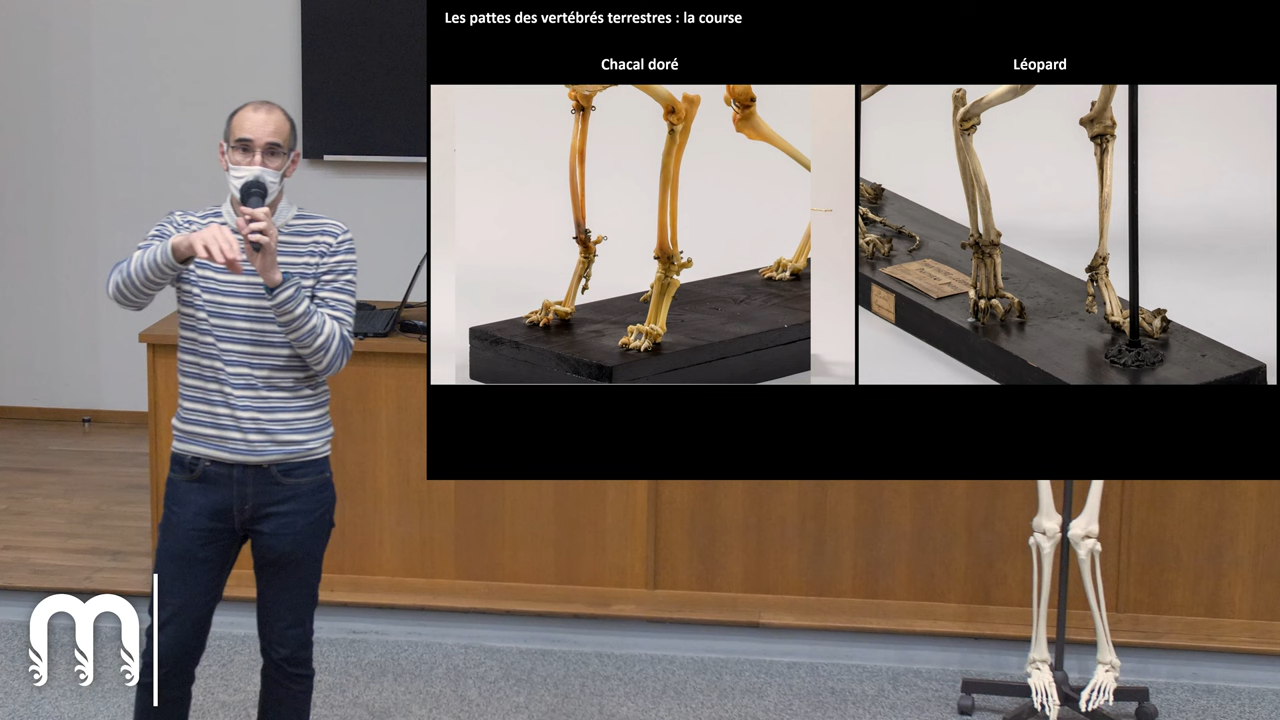 Les pattes des vertébrés terrestres : la course
Chacal doré
Léopard
m